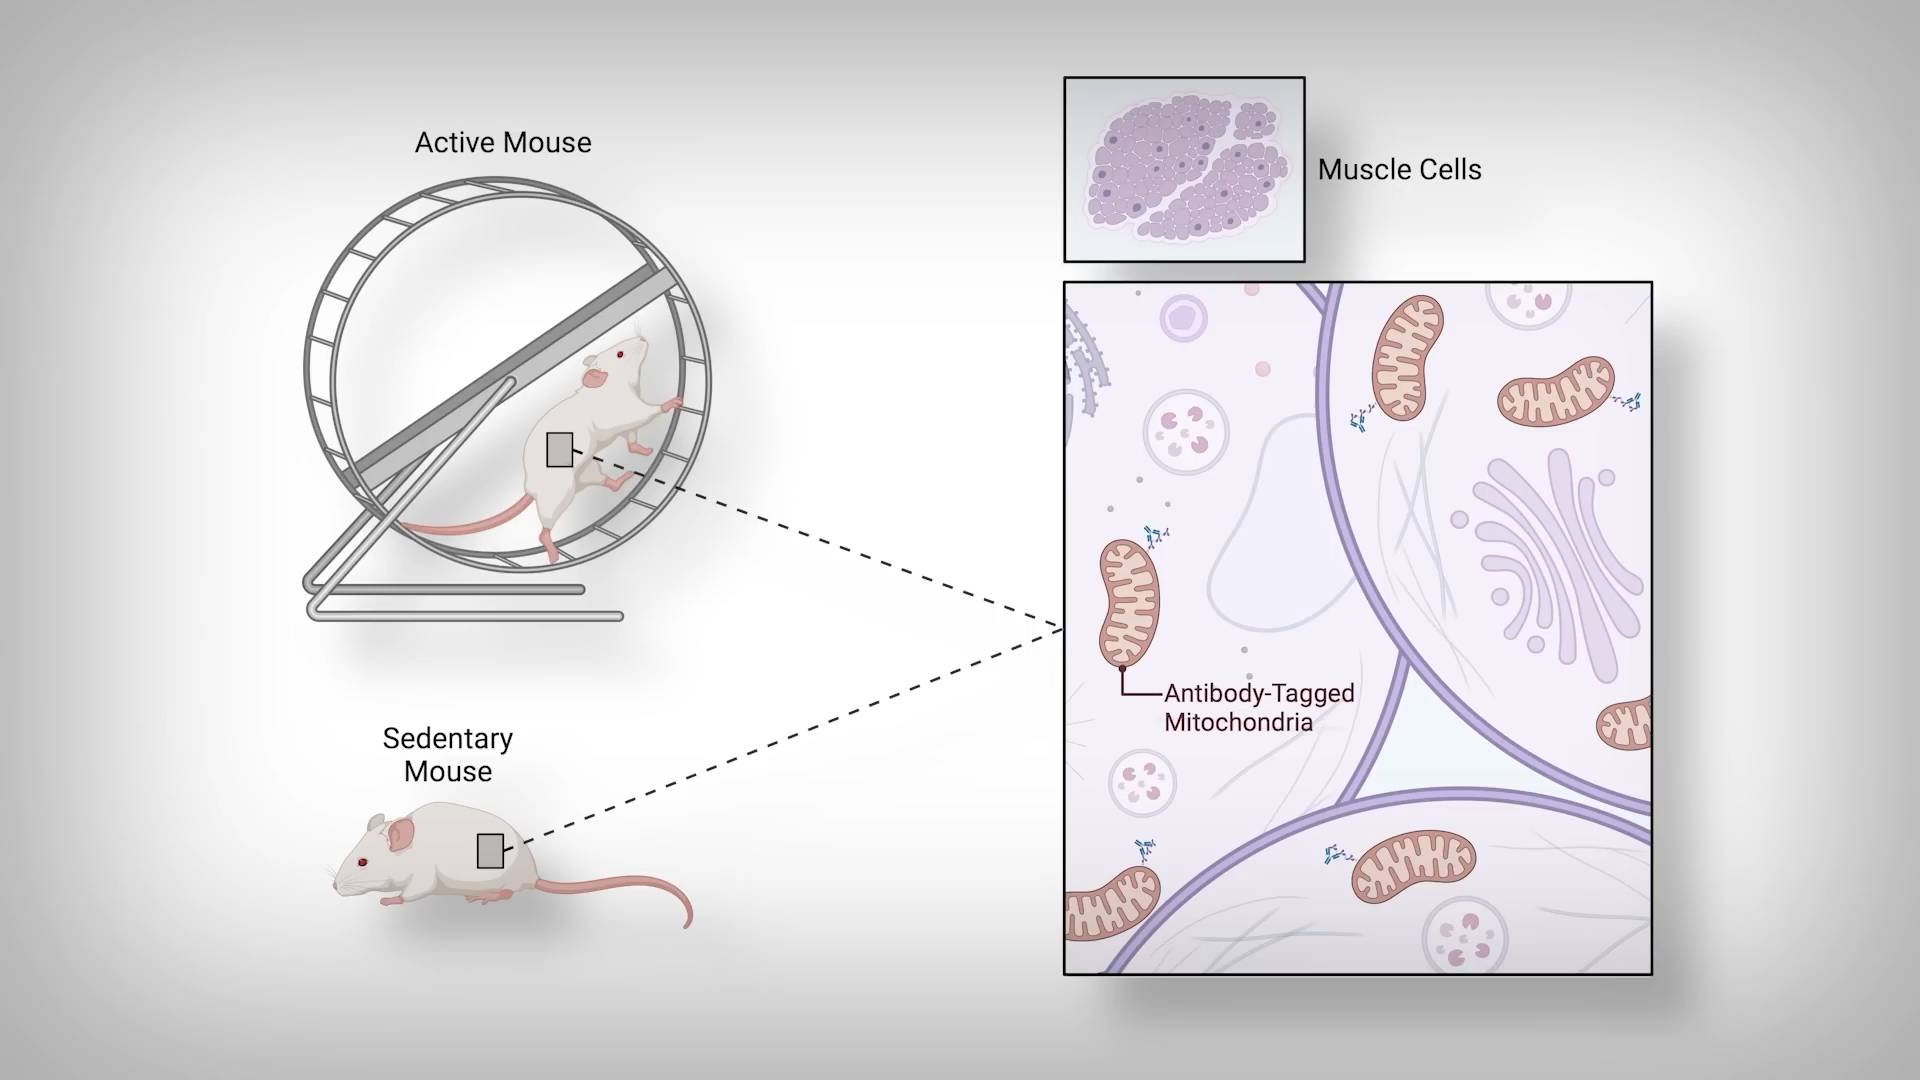 Active Mouse
Muscle Cells
Antibody-Tagged
Mitochondria
Sedentary
Mouse